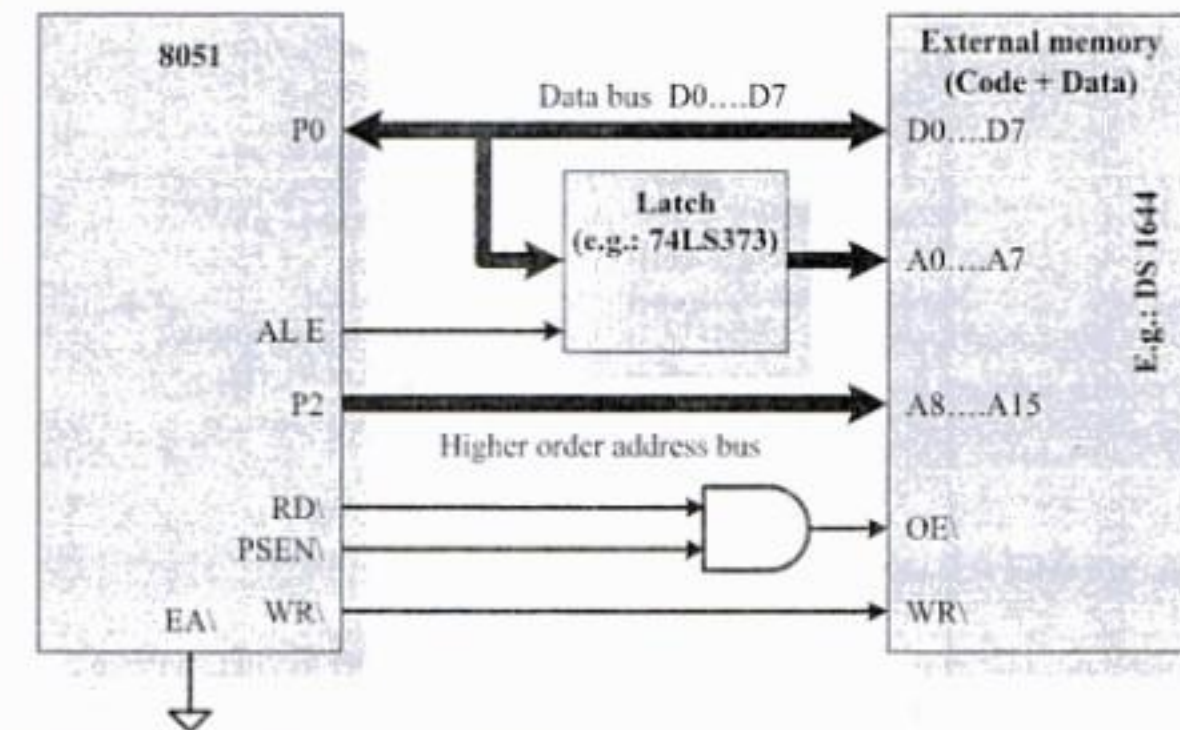 8051
External memory
(Code + Data)
Data bus D0....D7
P0
D0....D7
Latch
(e.g.: 74LS373)
A0....A7
E.g.: DS 1644
AL E
P2
A8....A15
Higher order address bus
RD\
OE\
PSEN\
WR\
WR\
EA\